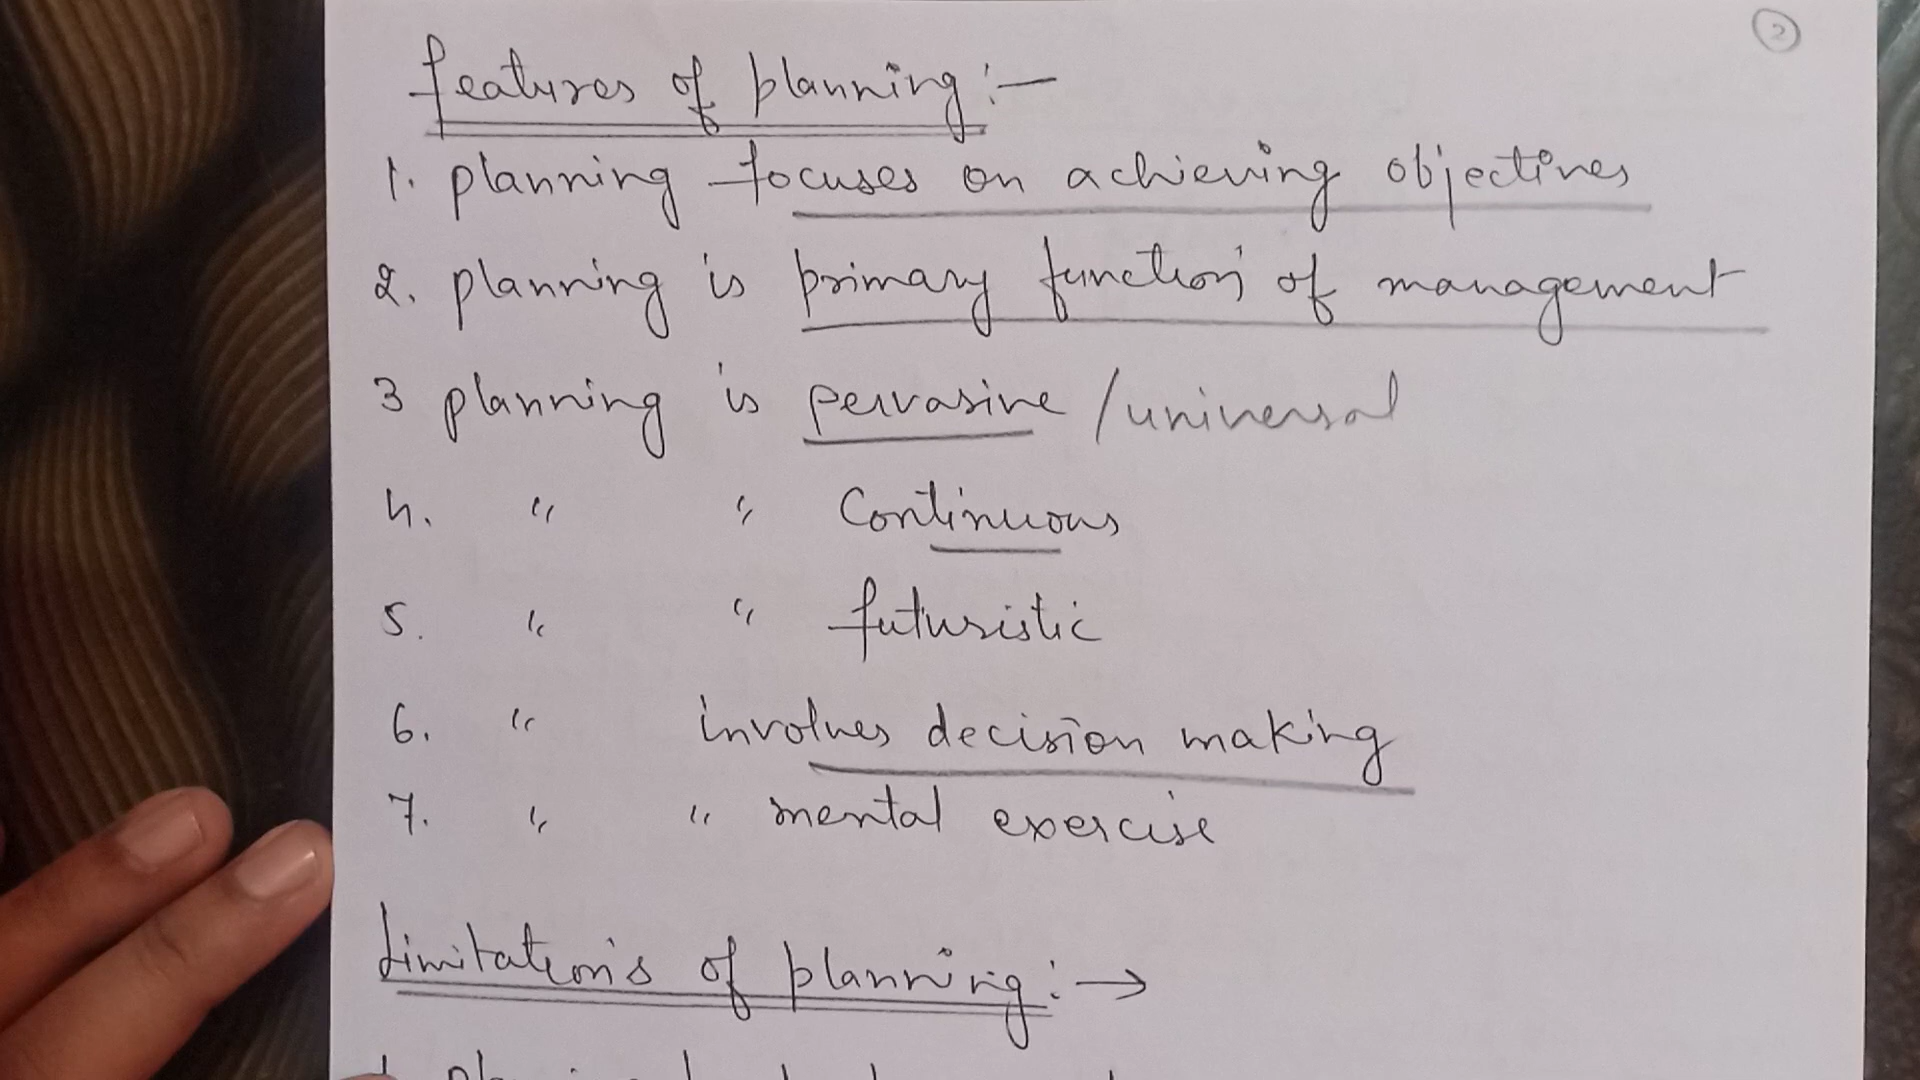 2
features of planning:-
1. planning focuses on achieving objectives
2. planning is primary function of management
3 planning is pervasive / universal
4. " " Continuous
5. " " futuristic
6. " involves decision making
7. " " mental exercise
Limitations of planning:→